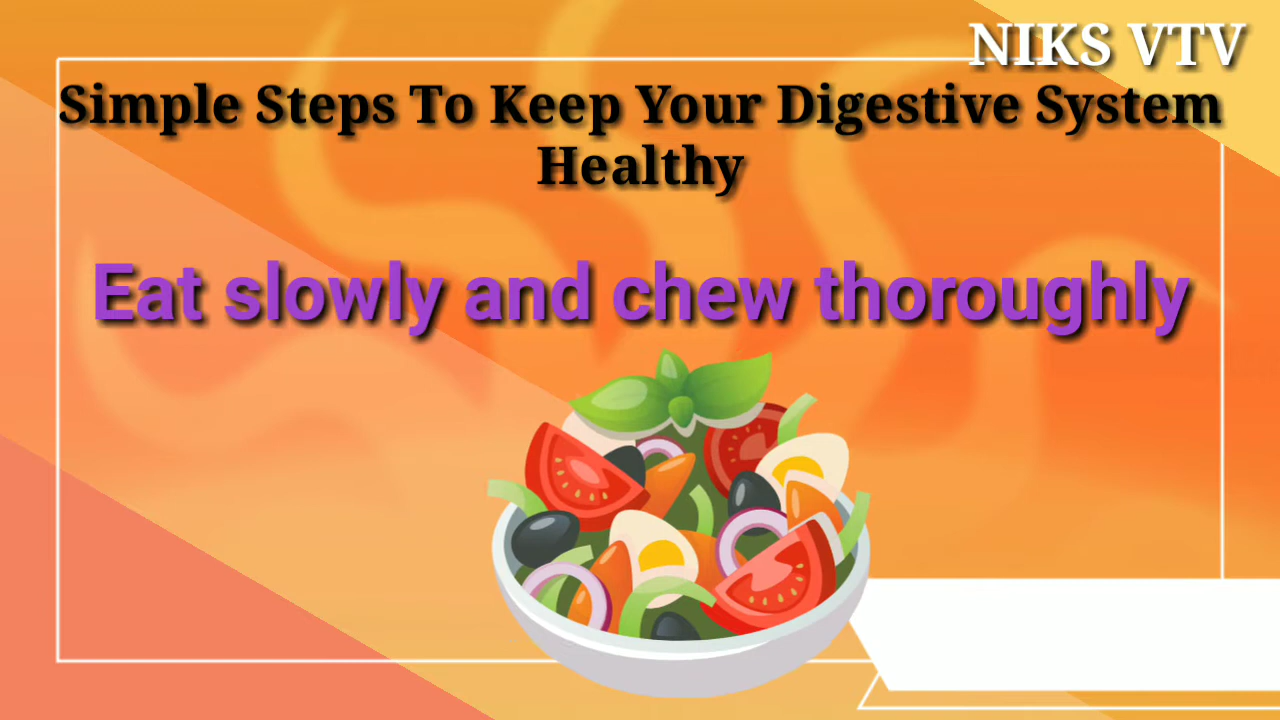 NIKS VTV
Simple Steps To Keep Your Digestive System
Healthy
Eat slowly and chew thoroughly